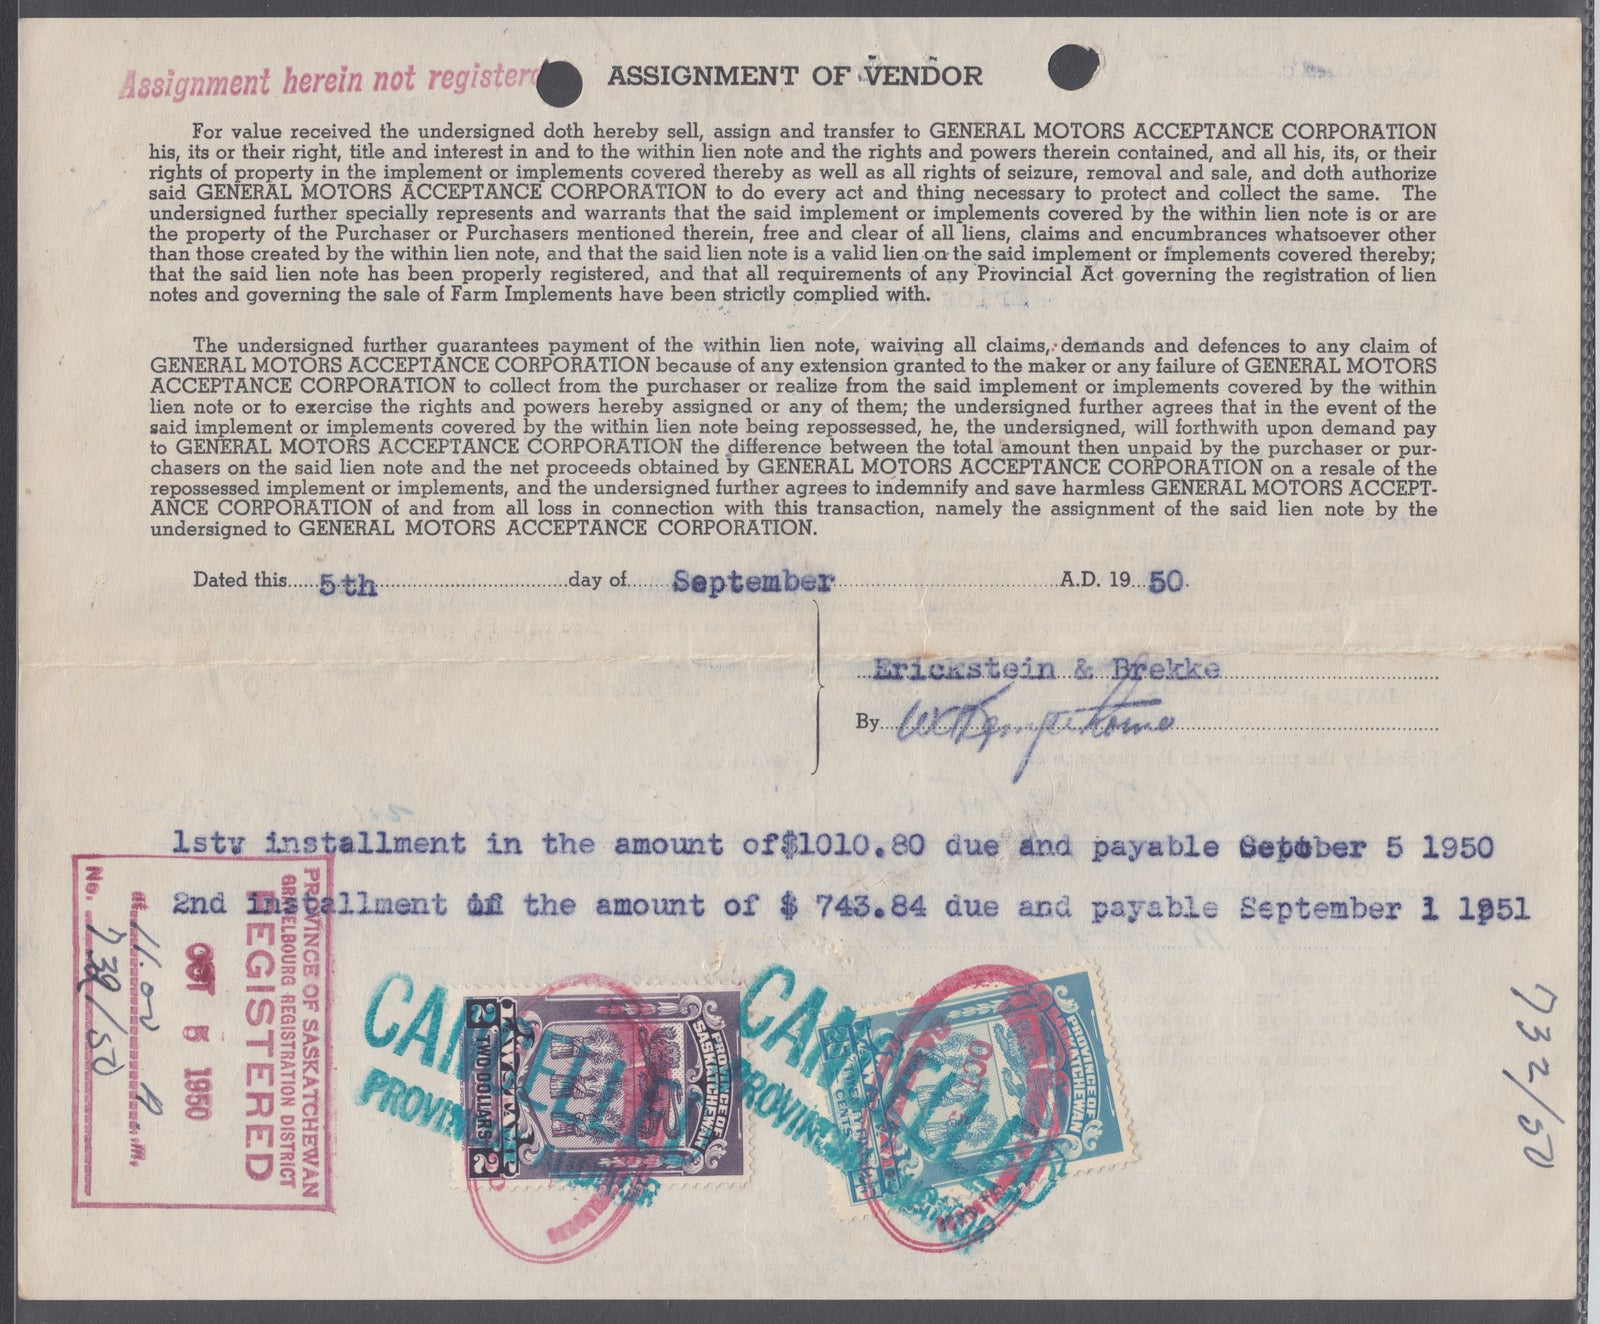 Assignment herein not register
ASSIGNMENT OF VENDOR
For value received the undersigned doth hereby sell, assign and transfer to GENERAL MOTORS ACCEPTANCE CORPORATION
his, its or their right, title and interest in and to the within lien note and the rights and powers therein contained, and all his, its, or their
rights of property in the implement or implements covered thereby as well as all rights of seizure, removal and sale, and doth authorize
said GENERAL MOTORS ACCEPTANCE CORPORATION to do every act and thing necessary to protect and collect the same. The
undersigned further specially represents and warrants that the said implement or implements covered by the within lien note is or are
the property of the Purchaser or Purchasers mentioned therein, free and clear of all liens, claims and encumbrances whatsoever other
than those created by the within lien note, and that the said lien note is a valid lien on the said implement or implements covered thereby;
that the said lien note has been properly registered, and that all requirements of any Provincial Act governing the registration of lien
notes and governing the sale of Farm Implements have been strictly complied with.
The undersigned further guarantees payment of the within lien note, waiving all claims, demands and defences to any claim of
GENERAL MOTORS ACCEPTANCE CORPORATION because of any extension granted to the maker or any failure of GENERAL MOTORS
ACCEPTANCE CORPORATION to collect from the purchaser or realize from the said implement or implements covered by the within
lien note or to exercise the rights and powers hereby assigned or any of them; the undersigned further agrees that in the event of the
said implement or implements covered by the within lien note being repossessed, he, the undersigned, will forthwith upon demand pay
to GENERAL MOTORS ACCEPTANCE CORPORATION the difference between the total amount then unpaid by the purchaser or pur-
chasers on the said lien note and the net proceeds obtained by GENERAL MOTORS ACCEPTANCE CORPORATION on a resale of the
repossessed implement or implements, and the undersigned further agrees to indemnify and save harmless GENERAL MOTORS ACCEPT-
ANCE CORPORATION of and from all loss in connection with this transaction, namely the assignment of the said lien note by the
undersigned to GENERAL MOTORS ACCEPTANCE CORPORATION.
Dated this 5th day of September A.D. 19 50
Erickstein & Brekke
By
1st installment in the amount of $1010.80 due and payable October 5 1950
2nd installment in the amount of $ 743.84 due and payable September 1 1951
PROVINCE OF SASKATCHEWAN
GRAVELBOURG REGISTRATION DISTRICT
REGISTERED
OCT 5 1950
at 11.00 A. m.
No. 739/50
PROVINCE OF
SASKATCHEWAN
LAW STAMP
2 TWO DOLLARS 2
CANCELLED
PROVINCIAL
PROVINCE OF
SASKATCHEWAN
LAW STAMP
CENTS
OCT
CANCELLED
PROVINCIAL
732/50